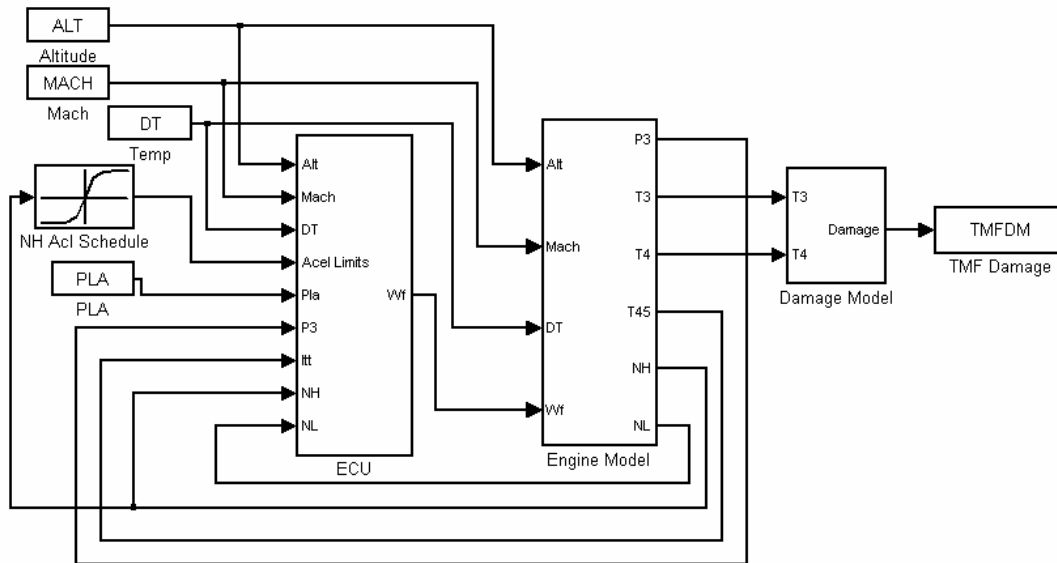 ALT
Altitude
MACH
Mach
DT
Temp
NH Acl Schedule
PLA
PLA
Alt
Mach
DT
Acel Limits
Pla
P3
Itt
NH
NL
Wf
ECU
Alt
Mach
DT
Wf
P3
T3
T4
T45
NH
NL
Engine Model
T3
T4
Damage
Damage Model
TMFDM
TMF Damage